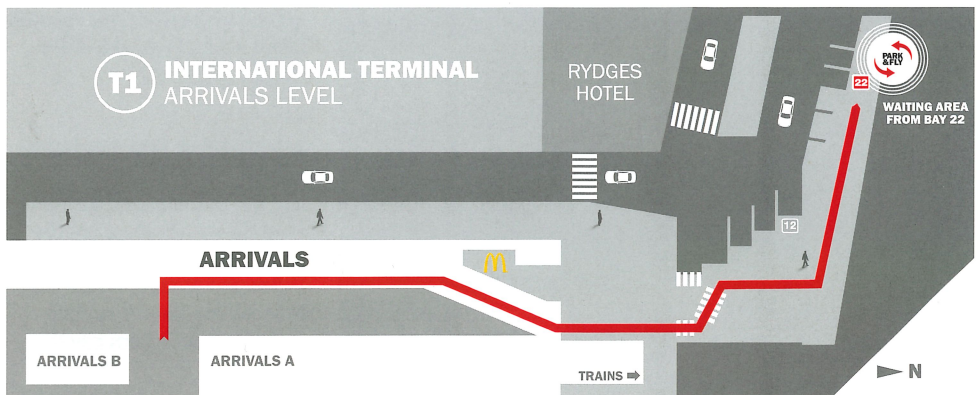 T1
INTERNATIONAL TERMINAL
ARRIVALS LEVEL
RYDGES
HOTEL
PARK
&FLY
22
WAITING AREA
FROM BAY 22
12
ARRIVALS
ARRIVALS B
ARRIVALS A
TRAINS
N